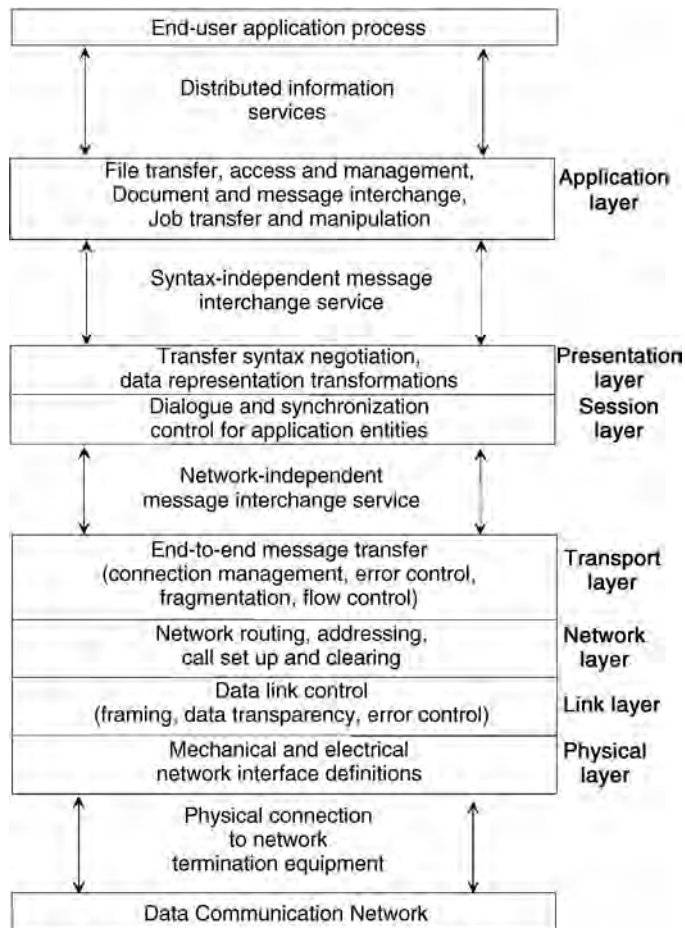 End-user application process
Distributed information
services
File transfer, access and management,
Document and message interchange,
Job transfer and manipulation
Application
layer
Syntax-independent message
interchange service
Transfer syntax negotiation,
data representation transformations
Presentation
layer
Dialogue and synchronization
control for application entities
Session
layer
Network-independent
message interchange service
End-to-end message transfer
(connection management, error control,
fragmentation, flow control)
Transport
layer
Network routing, addressing,
call set up and clearing
Network
layer
Data link control
(framing, data transparency, error control)
Link layer
Mechanical and electrical
network interface definitions
Physical
layer
Physical connection
to network
termination equipment
Data Communication Network